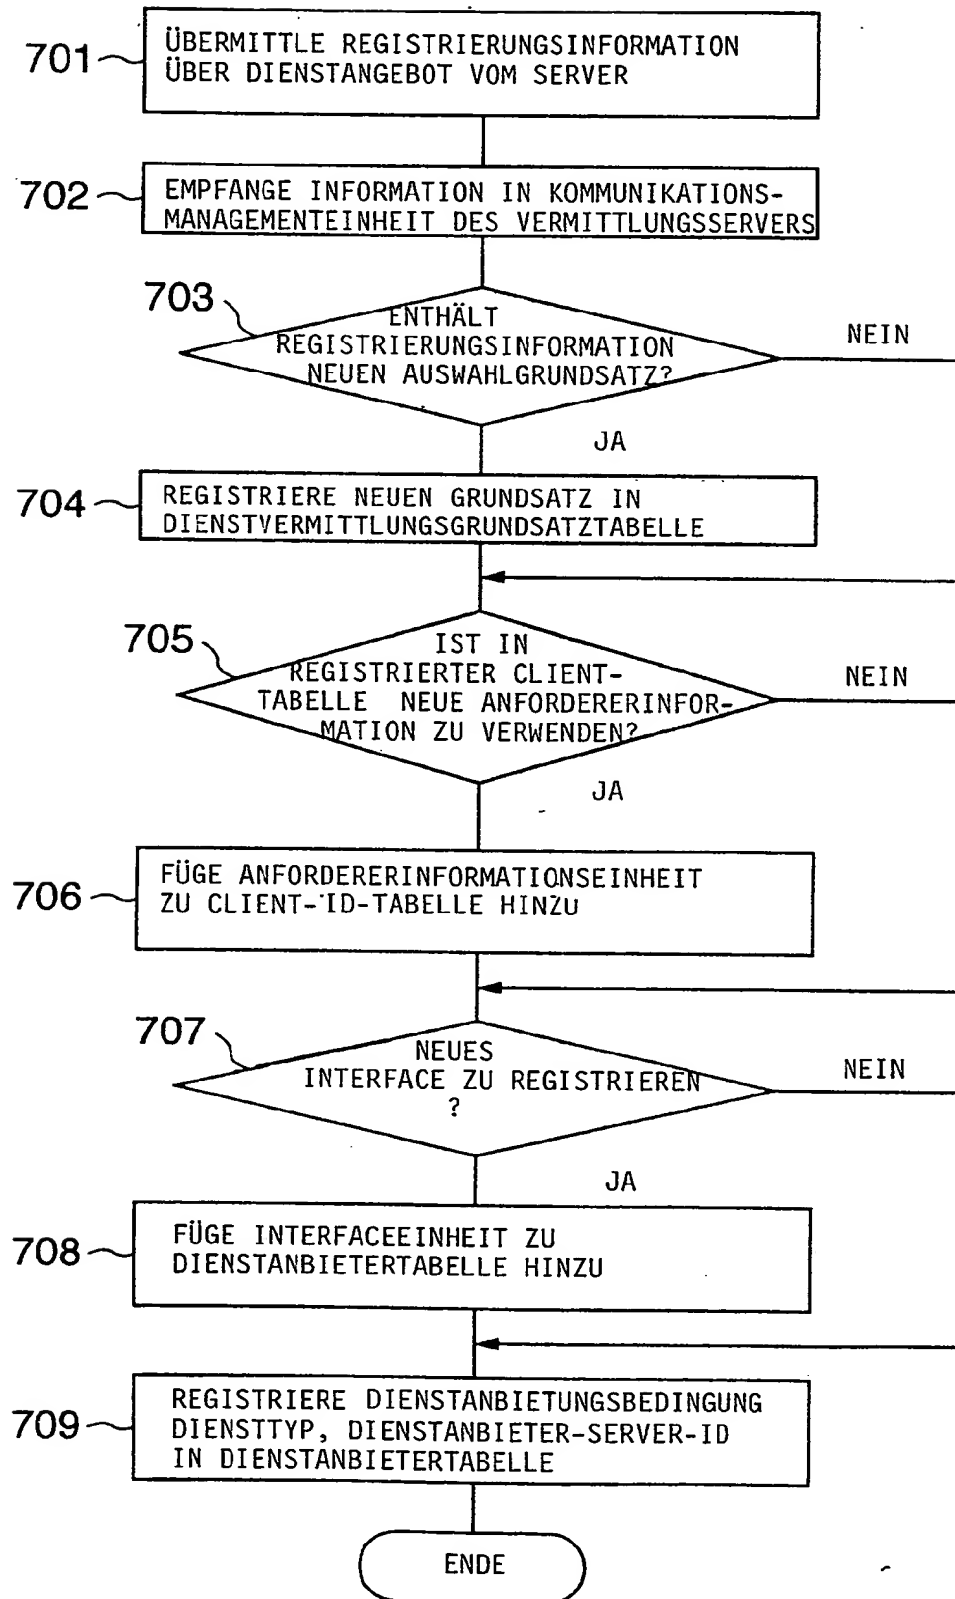 701
ÜBERMITTLE REGISTRIERUNGSINFORMATION
ÜBER DIENSTANGEBOT VOM SERVER
702
EMPFANGE INFORMATION IN KOMMUNIKATIONS-
MANAGEMENTEINHEIT DES VERMITTLUNGSSERVERS
703
ENTHÄLT
REGISTRIERUNGSINFORMATION
NEUEN AUSWAHLGRUNDSATZ?
NEIN
JA
704
REGISTRIERE NEUEN GRUNDSATZ IN
DIENSTVERMITTLUNGSGRUNDSATZTABELLE
705
IST IN
REGISTRIERTER CLIENT-
TABELLE NEUE ANFORDERERINFOR-
MATION ZU VERWENDEN?
NEIN
JA
706
FÜGE ANFORDERERINFORMATIONSEINHEIT
ZU CLIENT-ID-TABELLE HINZU
707
NEUES
INTERFACE ZU REGISTRIEREN
?
NEIN
JA
708
FÜGE INTERFACEEINHEIT ZU
DIENSTANBIETERTABELLE HINZU
709
REGISTRIERE DIENSTANBIETUNGSBEDINGUNG
DIENSTTYP, DIENSTANBIETER-SERVER-ID
IN DIENSTANBIETERTABELLE
ENDE